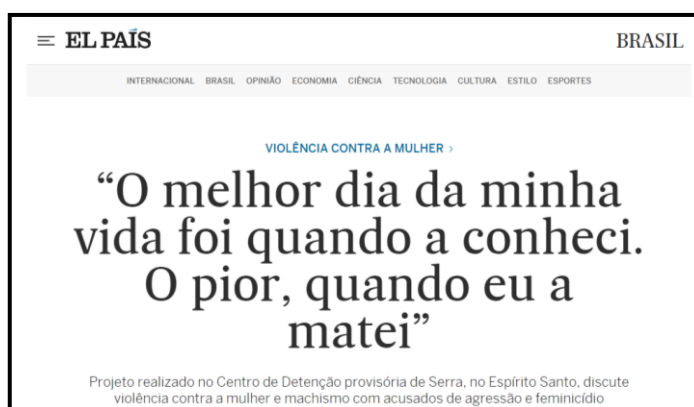 EL PAÍS BRASIL
INTERNACIONAL BRASIL OPINIÃO ECONOMIA CIÊNCIA TECNOLOGIA CULTURA ESTILO ESPORTES
VIOLÊNCIA CONTRA A MULHER >
“O melhor dia da minha
vida foi quando a conheci.
O pior, quando eu a
matei”
Projeto realizado no Centro de Detenção provisória de Serra, no Espírito Santo, discute
violência contra a mulher e machismo com acusados de agressão e feminicídio